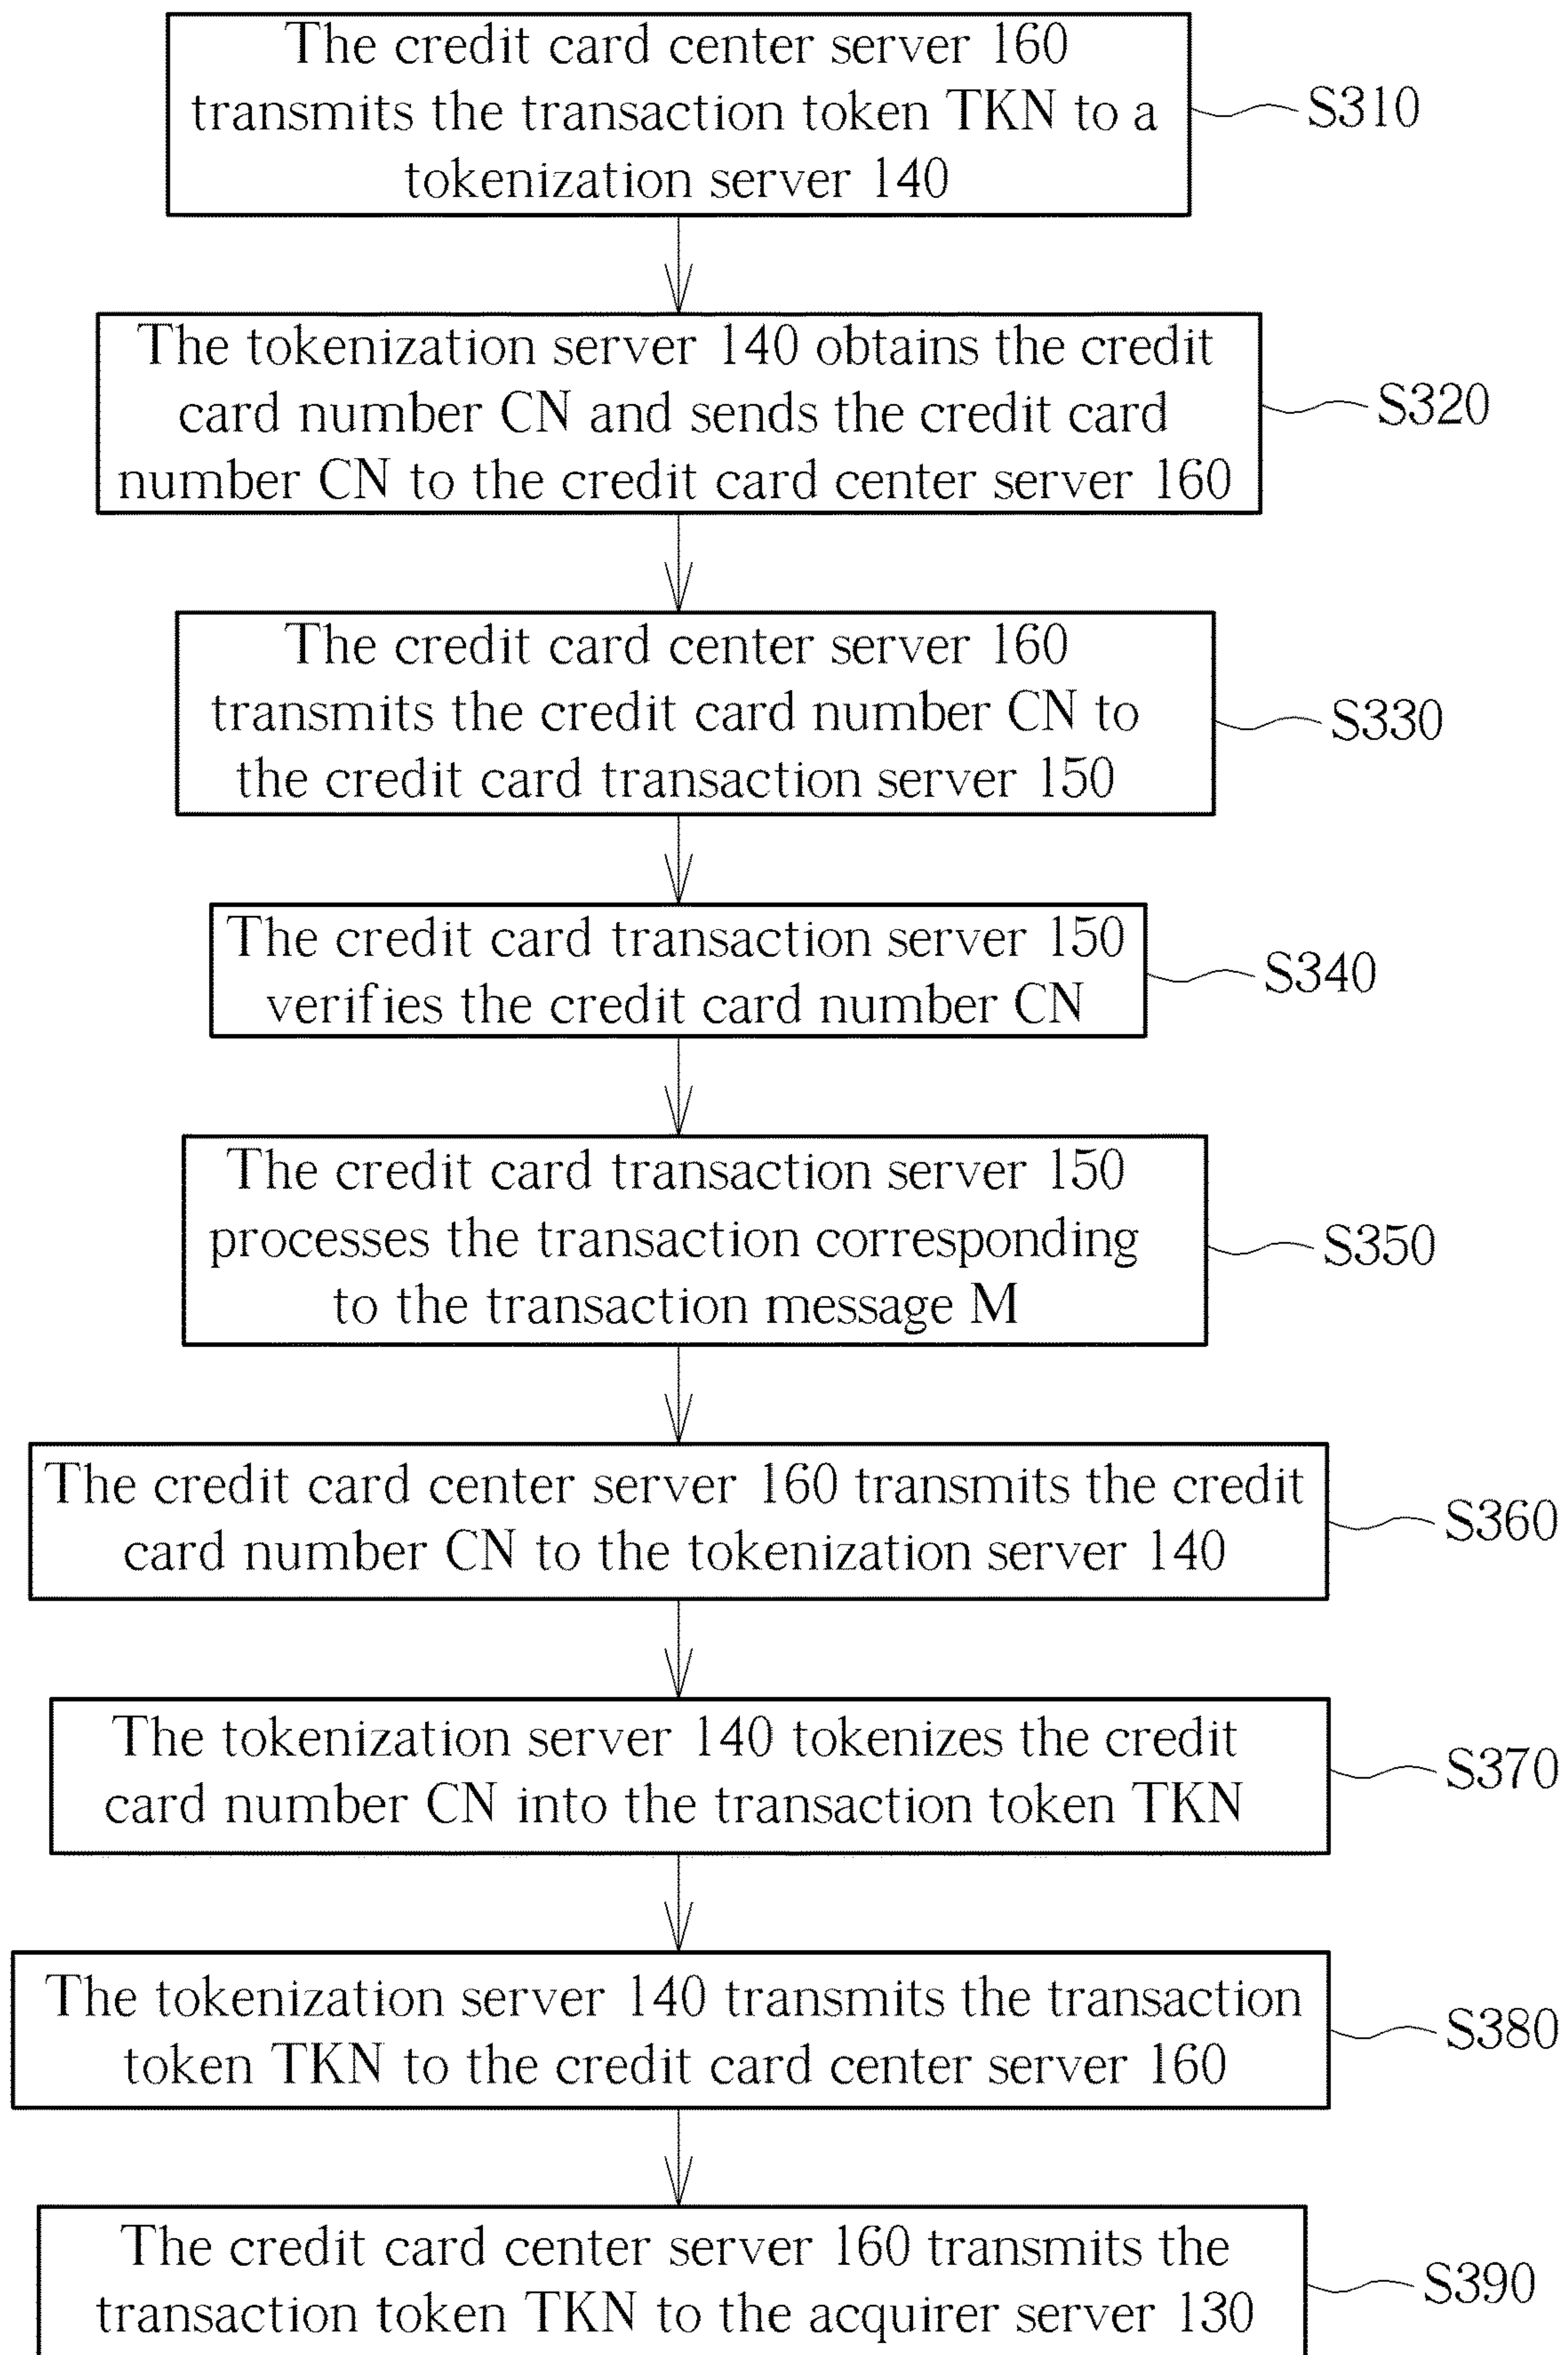 The credit card center server 160
transmits the transaction token TKN to a
tokenization server 140
S310
The tokenization server 140 obtains the credit
card number CN and sends the credit card
number CN to the credit card center server 160
S320
The credit card center server 160
transmits the credit card number CN to
the credit card transaction server 150
S330
The credit card transaction server 150
verifies the credit card number CN
S340
The credit card transaction server 150
processes the transaction corresponding
to the transaction message M
S350
The credit card center server 160 transmits the credit
card number CN to the tokenization server 140
S360
The tokenization server 140 tokenizes the credit
card number CN into the transaction token TKN
S370
The tokenization server 140 transmits the transaction
token TKN to the credit card center server 160
S380
The credit card center server 160 transmits the
transaction token TKN to the acquirer server 130
S390